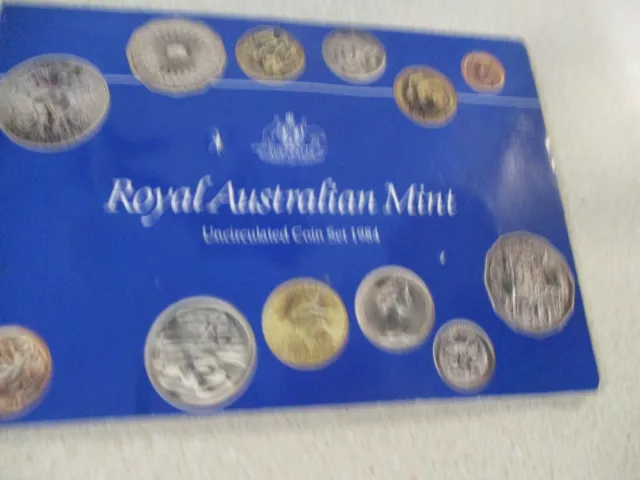 Royal Australian Mint
Uncirculated Coin Set 1984